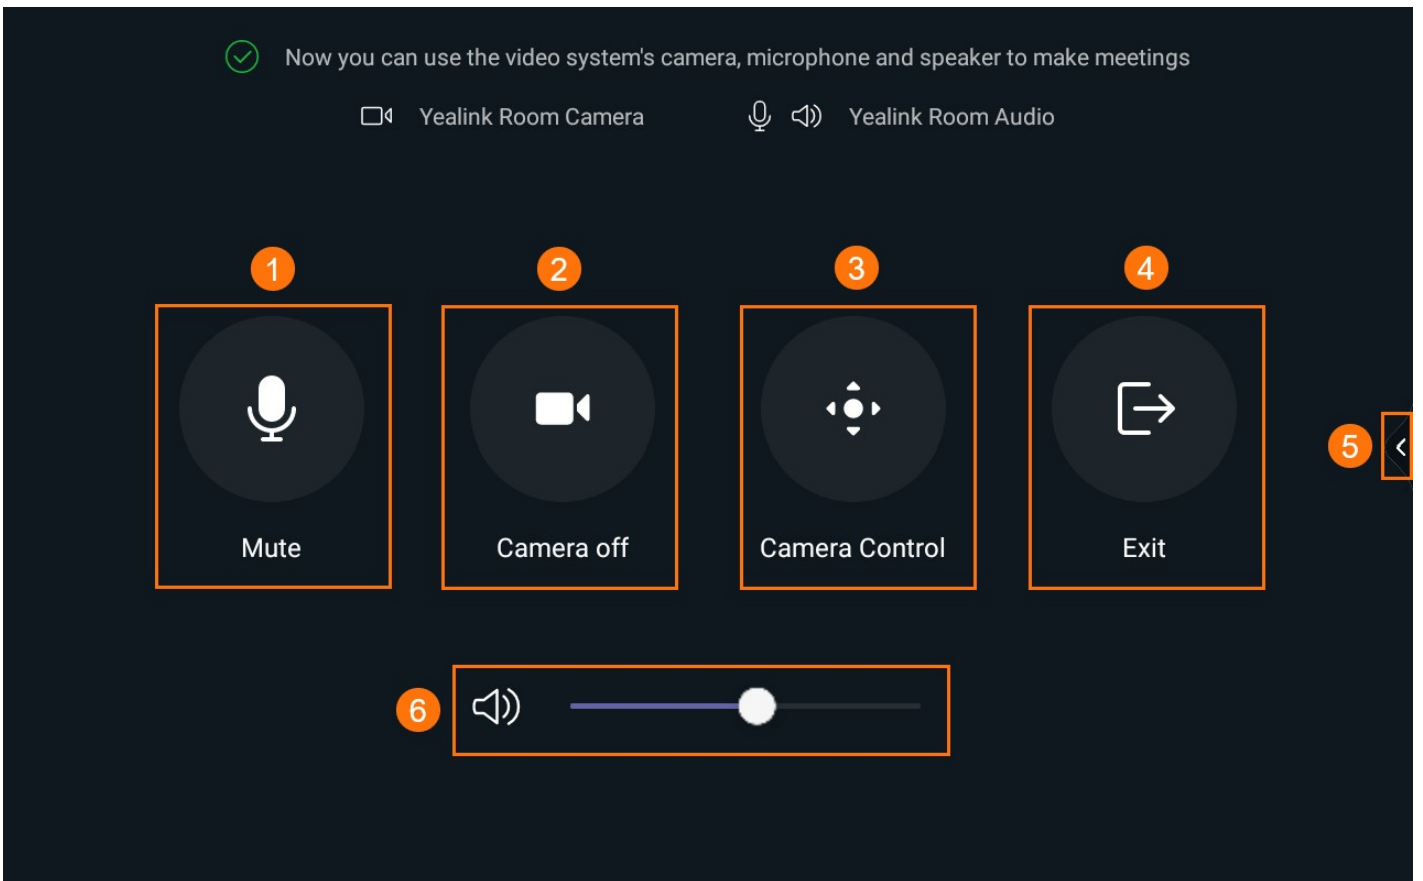 Now you can use the video system's camera, microphone and speaker to make meetings
Yealink Room Camera
Yealink Room Audio
1
2
3
4
Mute
Camera off
Camera Control
Exit
5
6